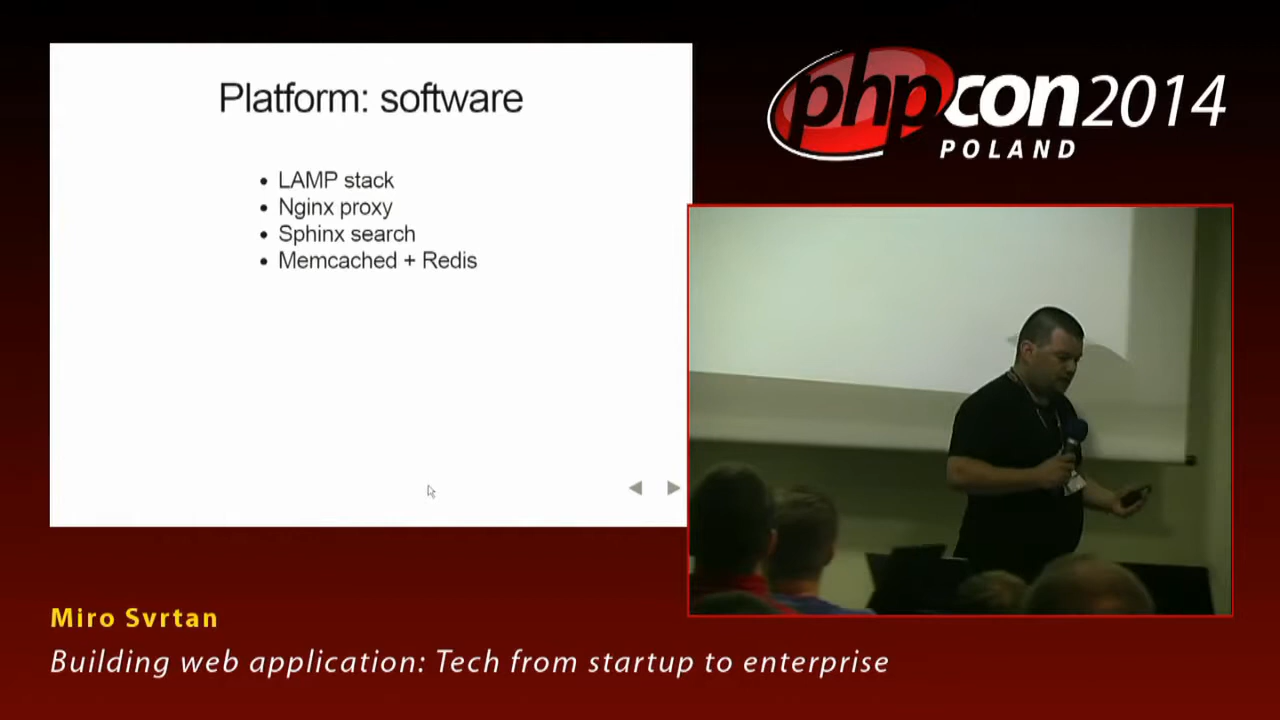 Platform: software
• LAMP stack
• Nginx proxy
• Sphinx search
• Memcached + Redis
phpcon2014
POLAND
Miro Svrtan
Building web application: Tech from startup to enterprise